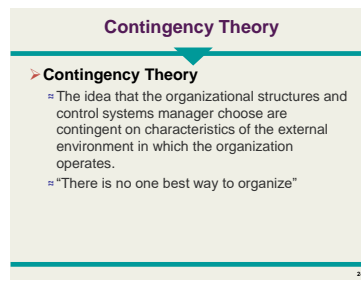 Contingency Theory
➢Contingency Theory
≈ The idea that the organizational structures and
control systems manager choose are
contingent on characteristics of the external
environment in which the organization
operates.
≈ “There is no one best way to organize”